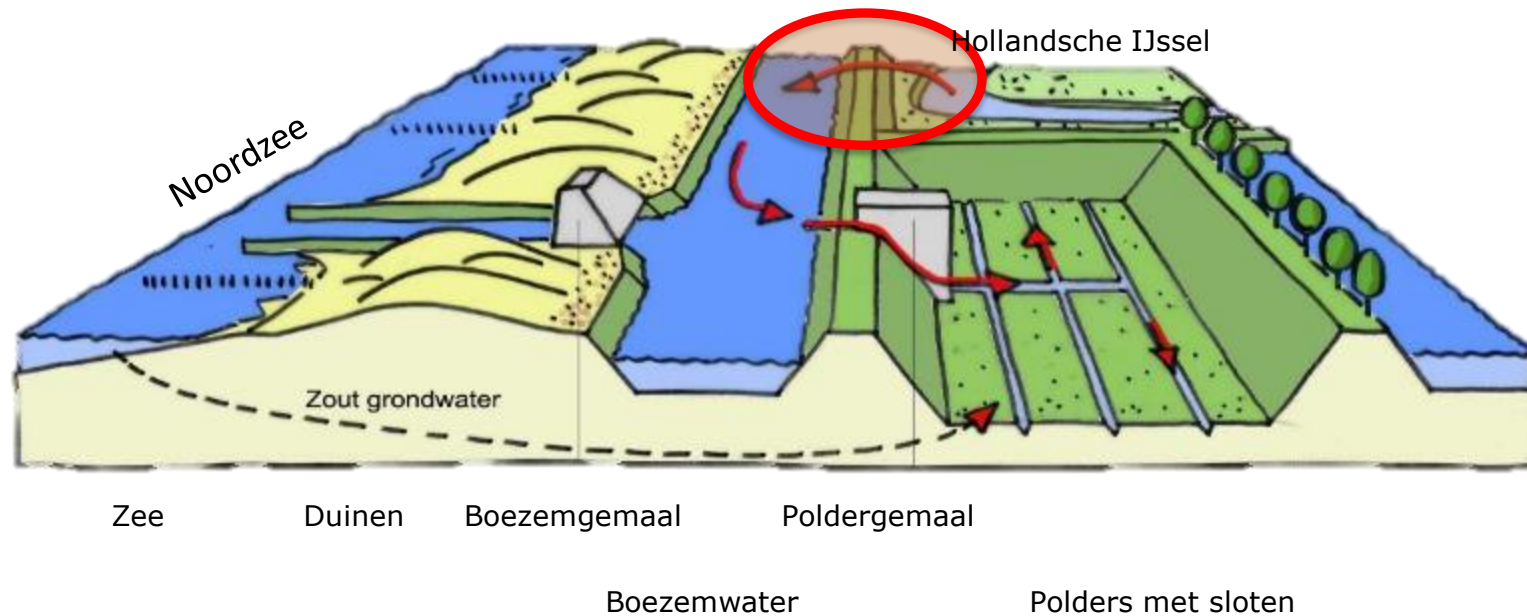 Hollandsche IJssel
Noordzee
Zout grondwater
Zee
Duinen
Boezemgemaal
Poldergemaal
Boezemwater
Polders met sloten